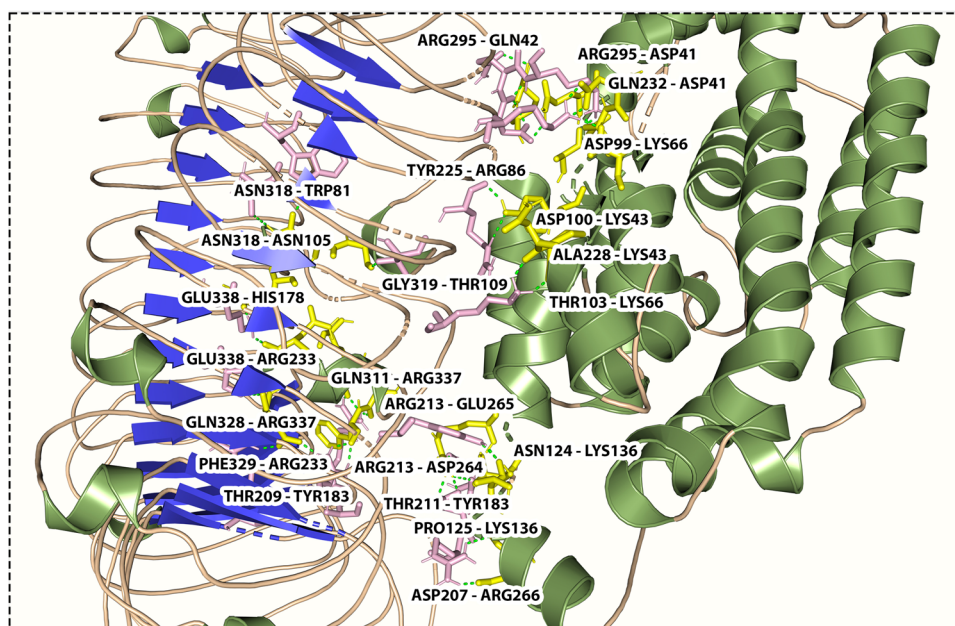 ARG295 - GLN42
ARG295 - ASP41
GLN232 - ASP41
ASP99 - LYS66
TYR225 - ARG86
ASN318 - TRP81
ASP100 - LYS43
ASN318 - ASN105
ALA228 - LYS43
GLY319 - THR109
GLU338 - HIS178
THR103 - LYS66
GLU338 - ARG233
GLN311 - ARG337
ARG213 - GLU265
GLN328 - ARG337
ASN124 - LYS136
PHE329 - ARG233
ARG213 - ASP264
THR209 - TYR183
THR211 - TYR183
PRO125 - LYS136
ASP207 - ARG266